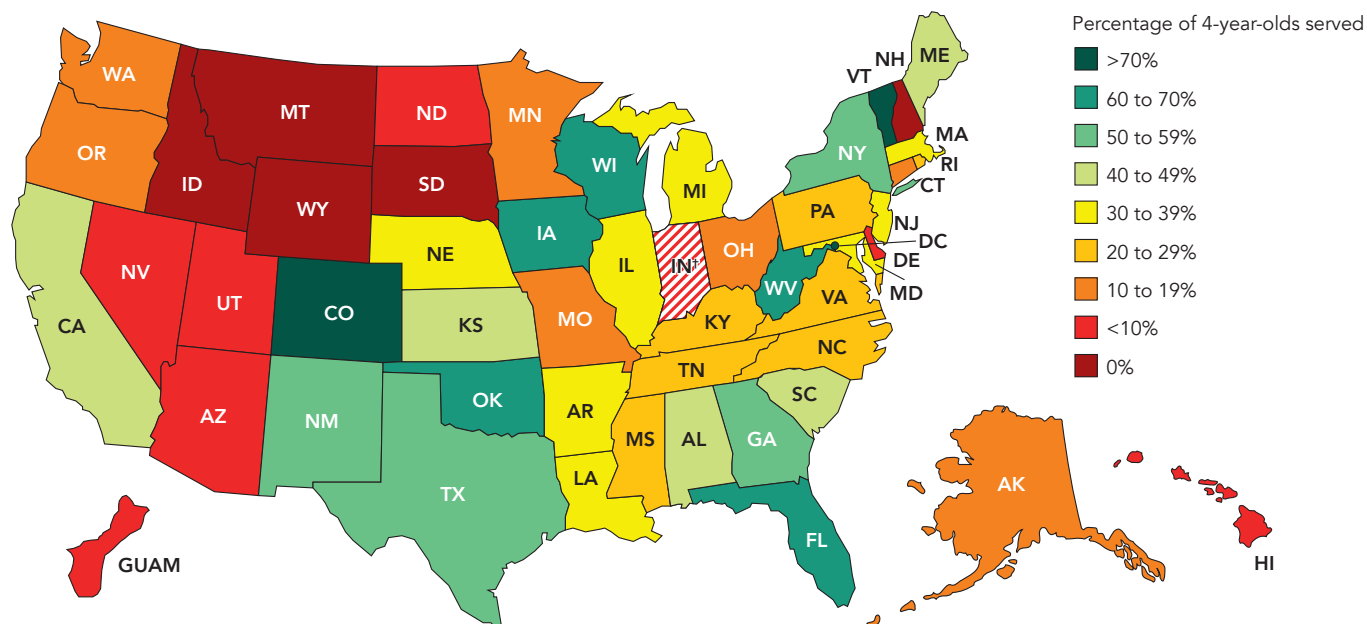 Percentage of 4-year-olds served
>70%
60 to 70%
50 to 59%
40 to 49%
30 to 39%
20 to 29%
10 to 19%
<10%
0%
WA
OR
CA
NV
ID
MT
WY
UT
AZ
CO
NM
ND
SD
NE
KS
OK
TX
MN
IA
MO
AR
LA
WI
IL
MI
IN†
OH
KY
TN
MS
AL
GA
FL
SC
NC
VA
WV
PA
NY
VT
NH
ME
MA
RI
CT
NJ
DC
DE
MD
AK
HI
GUAM